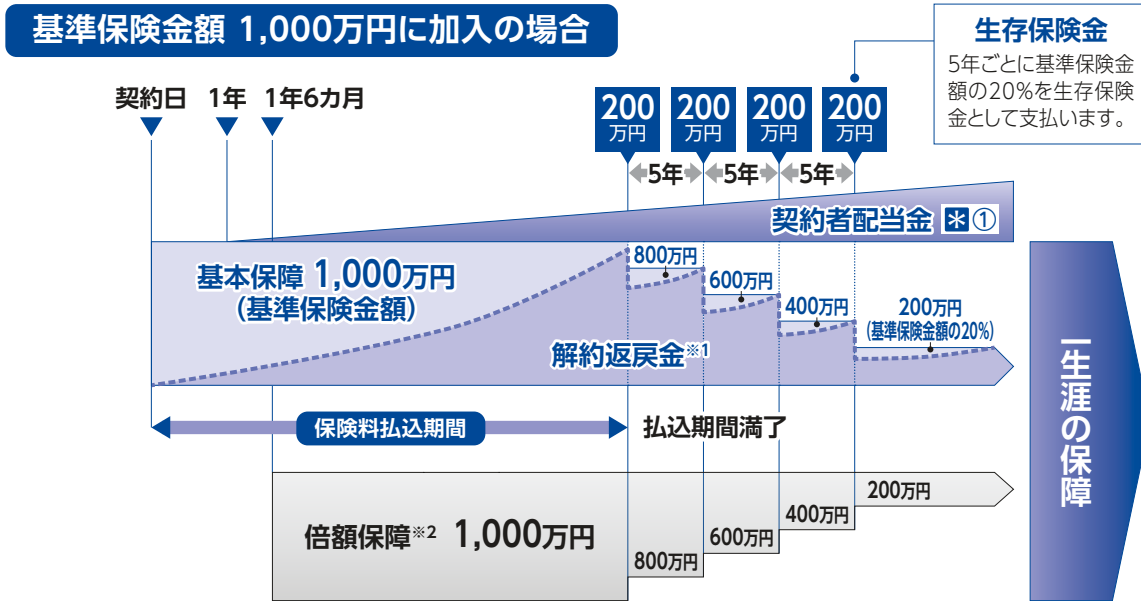 基準保険金額 1,000万円に加入の場合
生存保険金
5年ごとに基準保険金
額の20%を生存保険
金として支払います。
契約日 1年 1年6カ月
200
万円
200
万円
200
万円
200
万円
5年 5年 5年
契約者配当金 *①
基本保障 1,000万円
(基準保険金額)
800万円
600万円
400万円
200万円
(基準保険金額の20%)
解約返戻金※1
保険料払込期間
払込期間満了
倍額保障※2 1,000万円
800万円
600万円
400万円
200万円
一生涯の保障